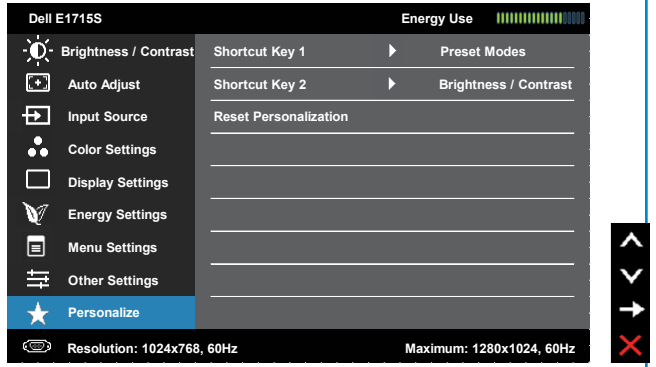 Dell E1715S Energy Use
Brightness / Contrast Shortcut Key 1 Preset Modes
Auto Adjust Shortcut Key 2 Brightness / Contrast
Input Source Reset Personalization
Color Settings
Display Settings
Energy Settings
Menu Settings
Other Settings
Personalize
Resolution: 1024x768, 60Hz Maximum: 1280x1024, 60Hz